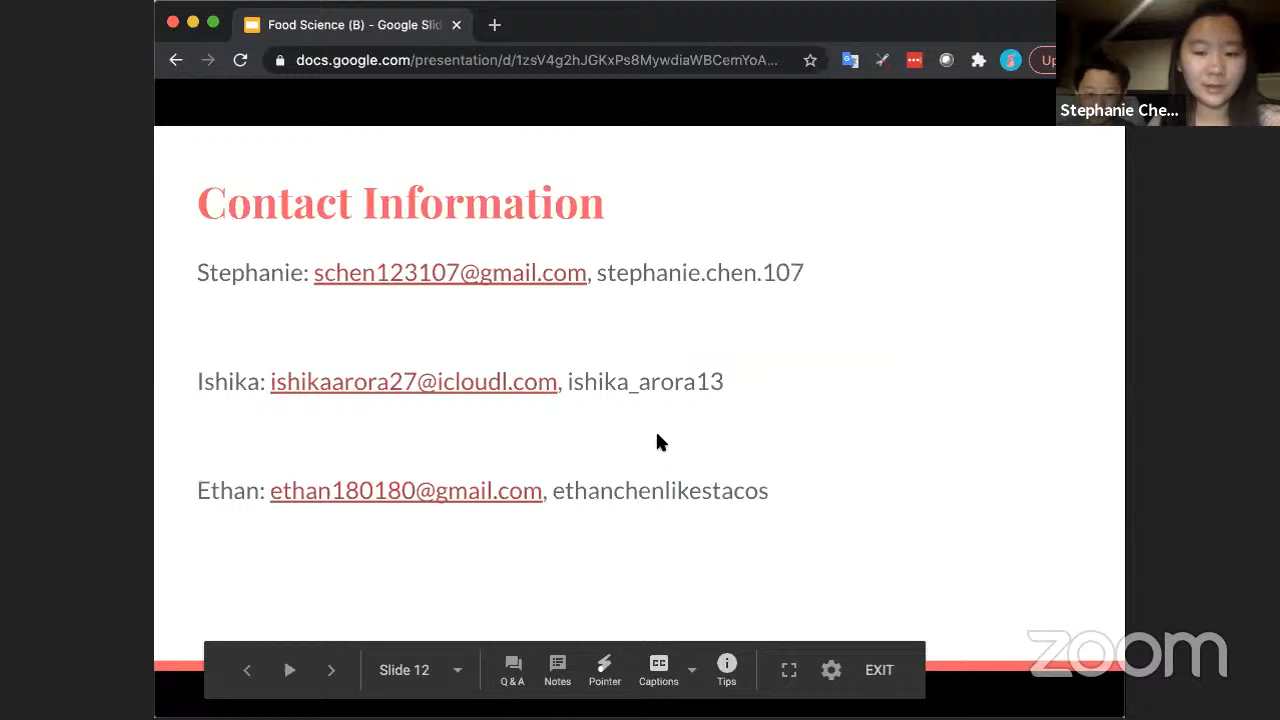 Food Science (B) - Google Slid
docs.google.com/presentation/d/1zsV4g2hJGKxPs8MywdiaWBCemYoA...
Up
Stephanie Che...
Contact Information
Stephanie: schen123107@gmail.com, stephanie.chen.107
Ishika: ishikaarora27@icloudl.com, ishika_arora13
Ethan: ethan180180@gmail.com, ethanchenlikestacos
Slide 12
Q & A
Notes
Pointer
CC
Captions
Tips
EXIT
zoom